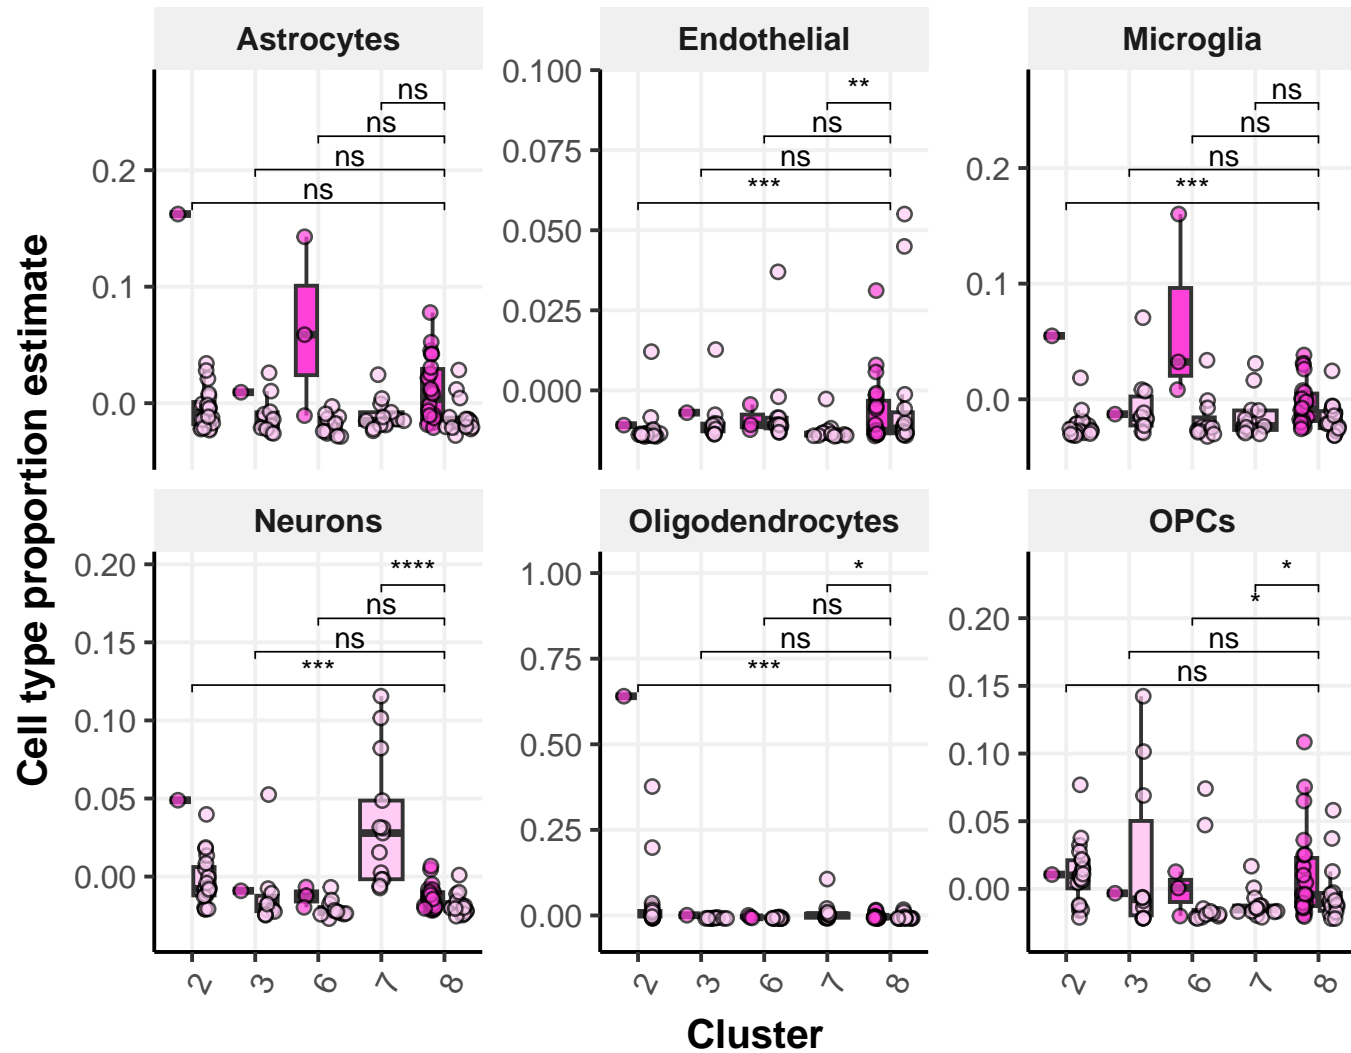 Astrocytes
Endothelial
Microglia
0.2
0.1
0.0
ns
ns
ns
ns
0.100
0.075
0.050
0.025
0.000
**
ns
ns
***
0.2
0.1
0.0
ns
ns
ns
***
Neurons
Oligodendrocytes
OPCs
0.20
0.15
0.10
0.05
0.00
****
ns
ns
***
1.00
0.75
0.50
0.25
0.00
*
ns
ns
***
0.20
0.15
0.10
0.05
0.00
*
*
ns
ns
2 3 6 7 8
2 3 6 7 8
2 3 6 7 8
Cluster
Cell type proportion estimate